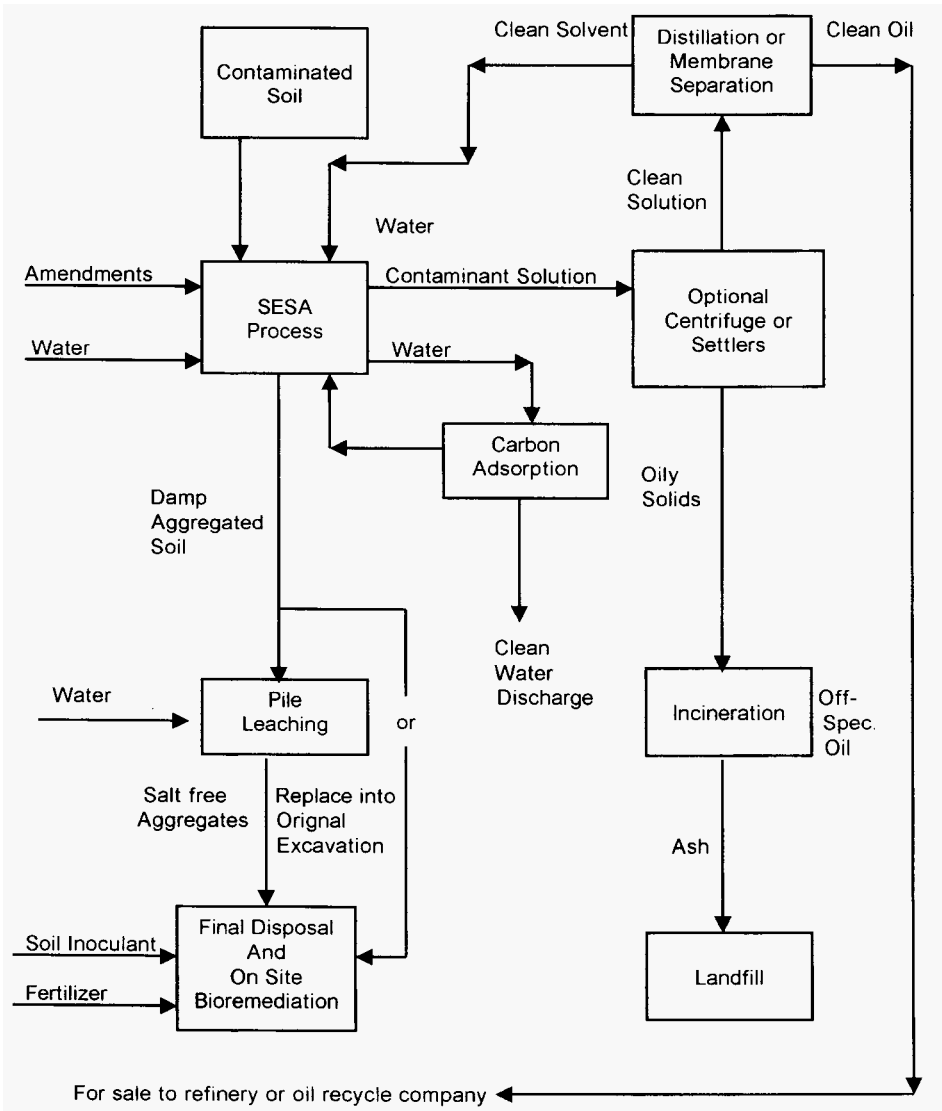 Clean Solvent
Distillation or
Membrane
Separation
Clean Oil
Contaminated
Soil
Clean
Solution
Water
Amendments
SESA
Process
Contaminant Solution
Optional
Centrifuge or
Settlers
Water
Water
Carbon
Adsorption
Oily
Solids
Damp
Aggregated
Soil
Clean
Water
Discharge
Water
Pile
Leaching
or
Incineration
Off-
Spec.
Oil
Salt free
Aggregates
Replace into
Orignal
Excavation
Ash
Soil Inoculant
Fertilizer
Final Disposal
And
On Site
Bioremediation
Landfill
For sale to refinery or oil recycle company